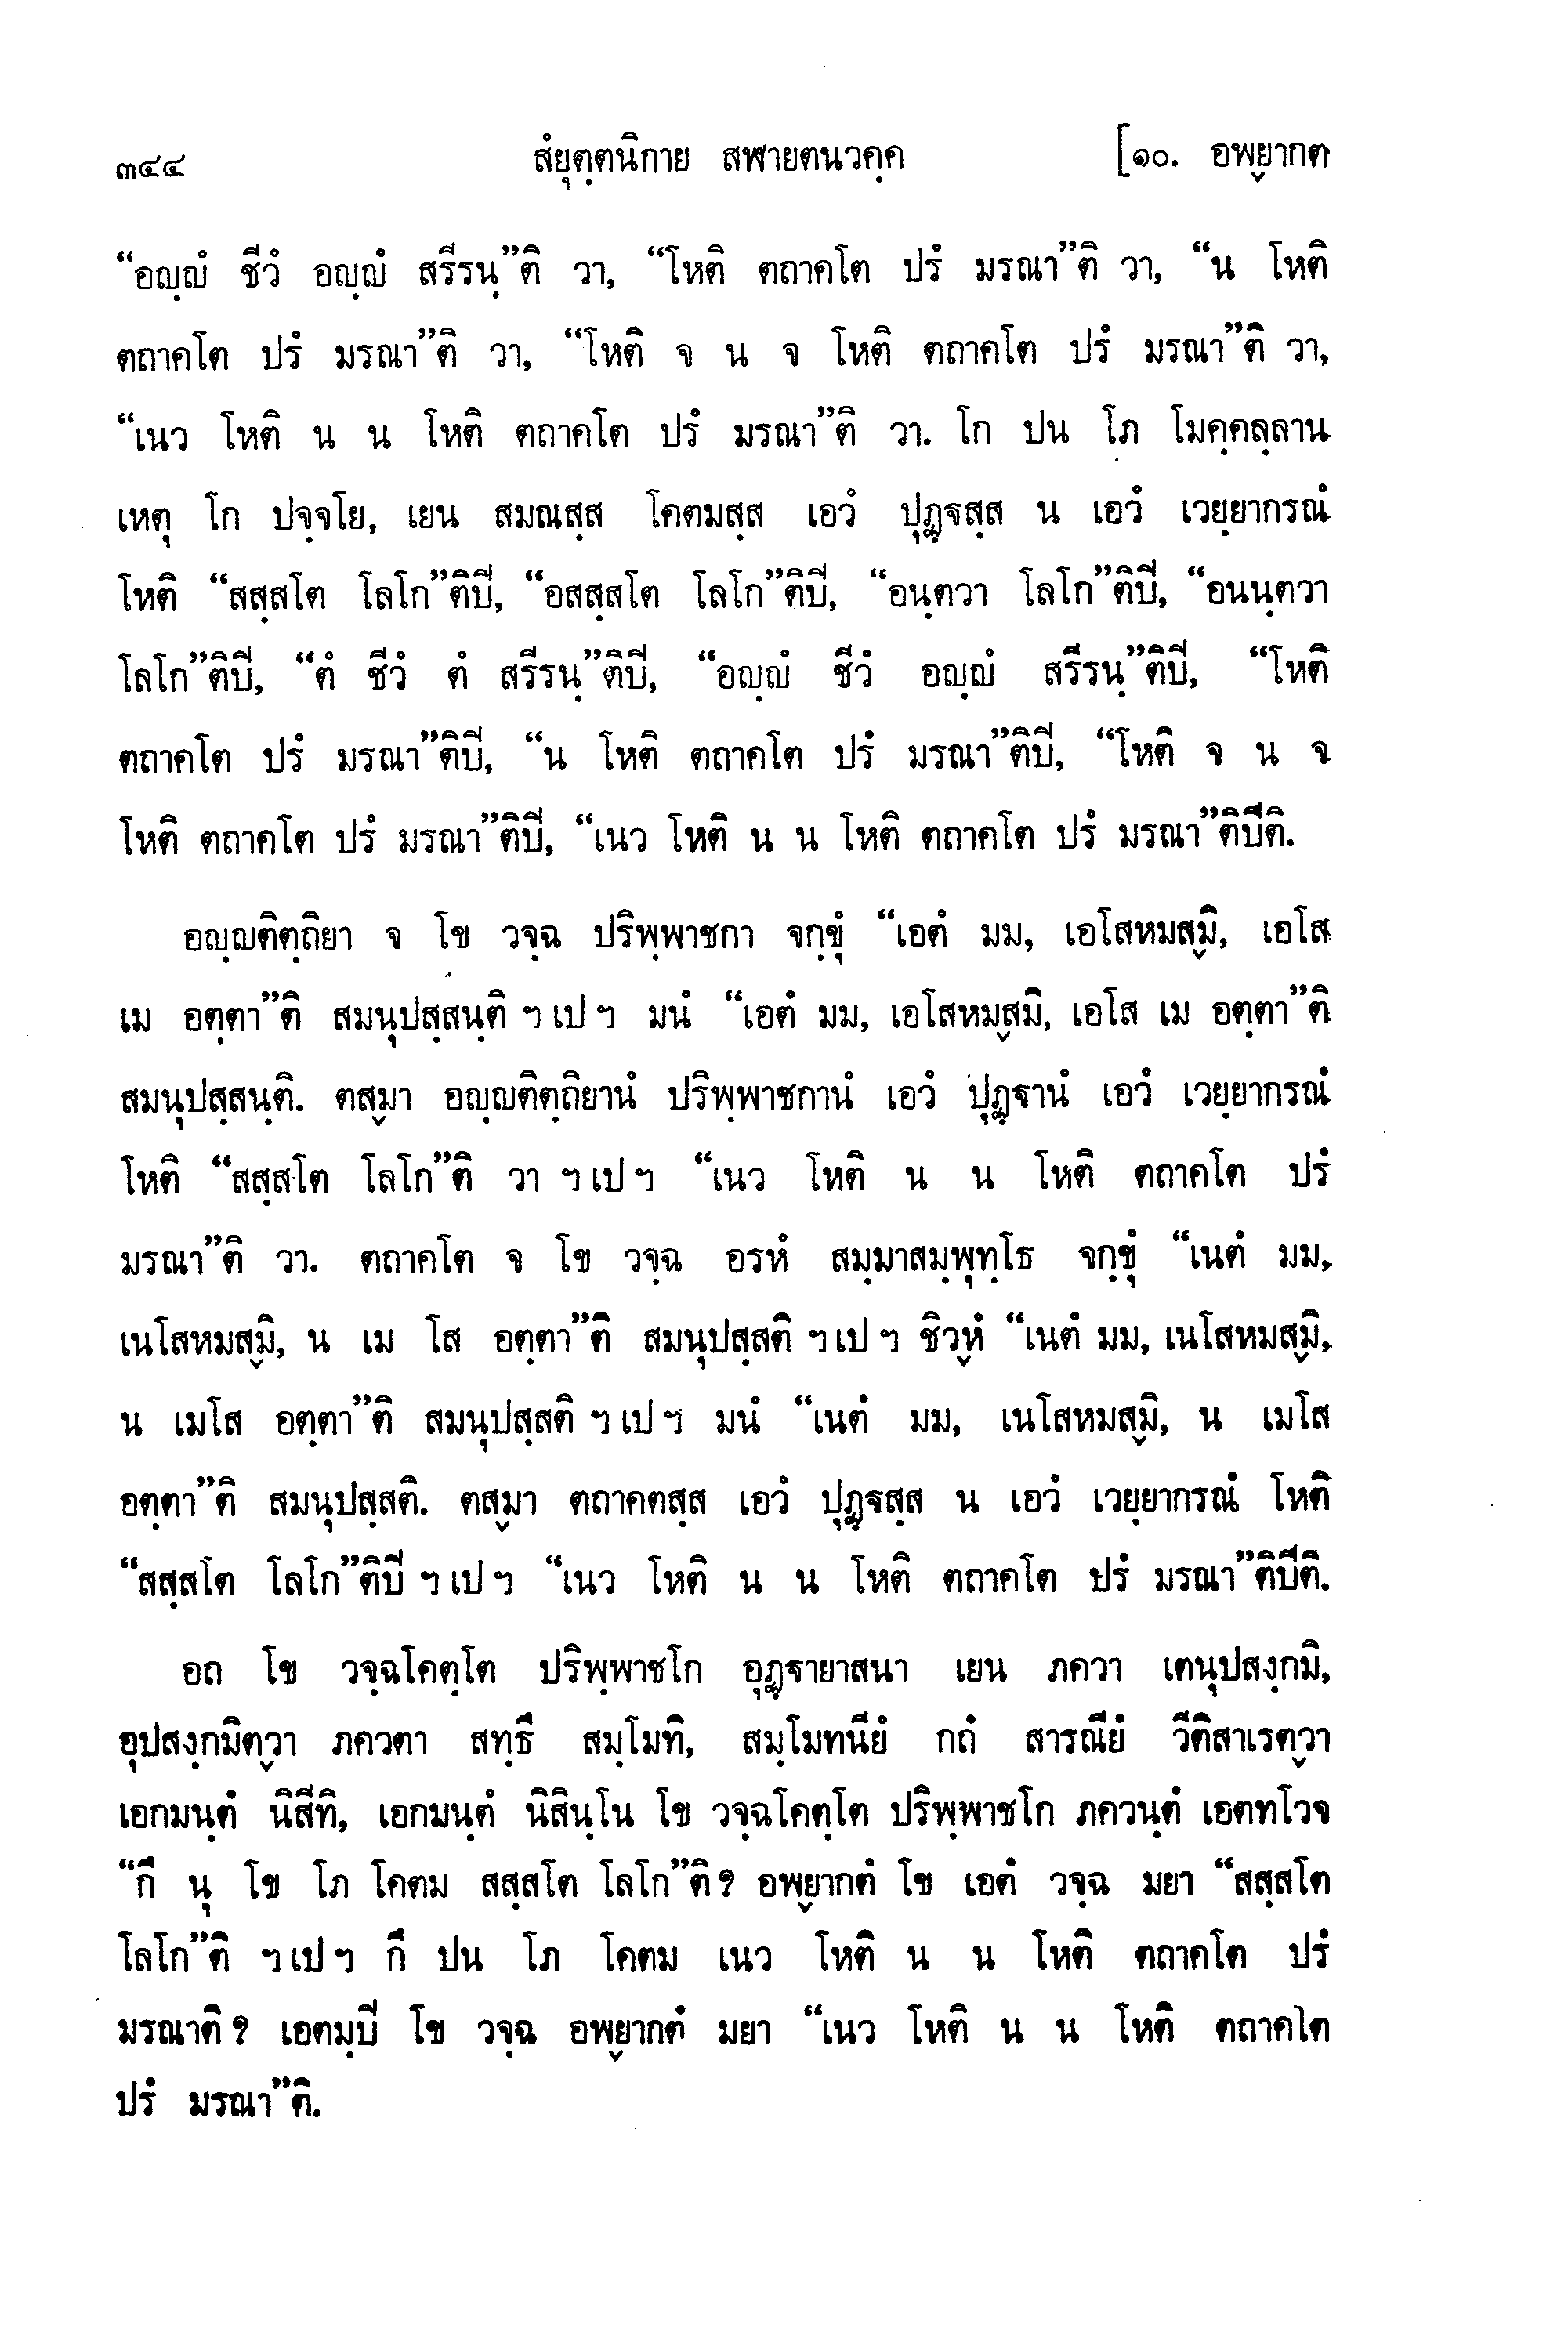 ๓๔๔ สํยุตฺตนิกาย สฬายตนวคฺค [๑๐. อพฺยากต
“อญฺญํ ชีวํ อญฺญํ สรีรนฺ”ติ วา, “โหติ ตถาคโต ปรํ มรณา”ติ วา, “น โหติ
ตถาคโต ปรํ มรณา”ติ วา, “โหติ จ น จ โหติ ตถาคโต ปรํ มรณา”ติ วา,
“เนว โหติ น น โหติ ตถาคโต ปรํ มรณา”ติ วา. โก ปน โภ โมคฺคลฺลาน
เหตุ โก ปจฺจโย, เยน สมณสฺส โคตมสฺส เอวํ ปุฏฺฐสฺส น เอวํ เวยฺยากรณํ
โหติ “สสฺสโต โลโก”ติปี, “อสสฺสโต โลโก”ติปี, “อนฺตวา โลโก”ติปี, “อนนฺตวา
โลโก”ติปี, “ตํ ชีวํ ตํ สรีรนฺ”ติปี, “อญฺญํ ชีวํ อญฺญํ สรีรนฺ”ติปี, “โหติ
ตถาคโต ปรํ มรณา”ติปี, “น โหติ ตถาคโต ปรํ มรณา”ติปี, “โหติ จ น จ
โหติ ตถาคโต ปรํ มรณา”ติปี, “เนว โหติ น น โหติ ตถาคโต ปรํ มรณา”ติปีติ.
อญฺญติตฺถิยา จ โข วจฺฉ ปริพฺพาชกา จกฺขุํ “เอตํ มม, เอโสหมสฺมิ, เอโส
เม อตฺตา”ติ สมนุปสฺสนฺติ ฯ เป ฯ มนํ “เอตํ มม, เอโสหมสฺมิ, เอโส เม อตฺตา”ติ
สมนุปสฺสนฺติ. ตสฺมา อญฺญติตฺถิยานํ ปริพฺพาชกานํ เอวํ ปุฏฺฐานํ เอวํ เวยฺยากรณํ
โหติ “สสฺสโต โลโก”ติ วา ฯ เป ฯ “เนว โหติ น น โหติ ตถาคโต ปรํ
มรณา”ติ วา. ตถาคโต จ โข วจฺฉ อรหํ สมฺมาสมฺพุทฺโธ จกฺขุํ “เนตํ มม,
เนโสหมสฺมิ, น เม โส อตฺตา”ติ สมนุปสฺสติ ฯ เป ฯ ชิวฺหํ “เนตํ มม, เนโสหมสฺมิ,
น เมโส อตฺตา”ติ สมนุปสฺสติ ฯ เป ฯ มนํ “เนตํ มม, เนโสหมสฺมิ, น เมโส
อตฺตา”ติ สมนุปสฺสติ. ตสฺมา ตถาคตสฺส เอวํ ปุฏฺฐสฺส น เอวํ เวยฺยากรณํ โหติ
“สสฺสโต โลโก”ติปี ฯ เป ฯ “เนว โหติ น น โหติ ตถาคโต ปรํ มรณา”ติปีติ.
อถ โข วจฺฉโคตฺโต ปริพฺพาชโก อุฏฺฐายาสนา เยน ภควา เตนุปสงฺกมิ,
อุปสงฺกมิตฺวา ภควตา สทฺธึ สมฺโมทิ, สมฺโมทนียํ กถํ สารณียํ วีติสาเรตฺวา
เอกมนฺตํ นิสีทิ, เอกมนฺตํ นิสินฺโน โข วจฺฉโคตฺโต ปริพฺพาชโก ภควนฺตํ เอตทโวจ
“กึ นุ โข โภ โคตม สสฺสโต โลโก”ติ? อพฺยากตํ โข เอตํ วจฺฉ มยา “สสฺสโต
โลโก”ติ ฯ เป ฯ กึ ปน โภ โคตม เนว โหติ น น โหติ ตถาคโต ปรํ
มรณาติ? เอตมฺปี โข วจฺฉ อพฺยากตํ มยา “เนว โหติ น น โหติ ตถาคโต
ปรํ มรณา”ติ.